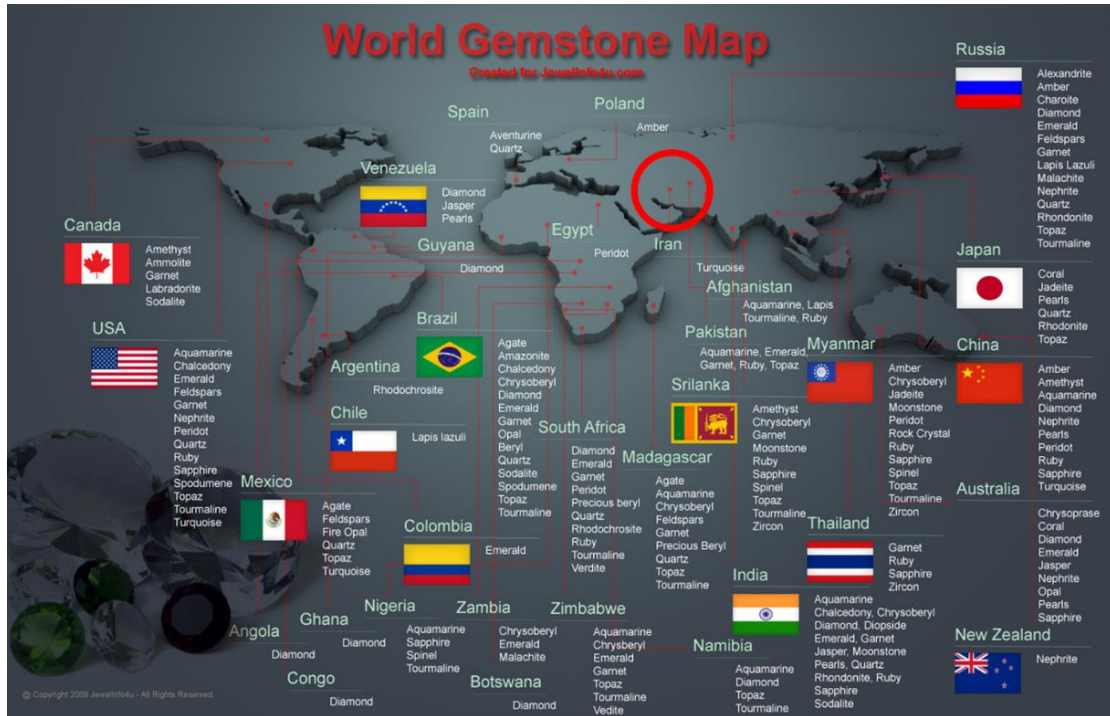 World Gemstone Map
Created for Jewelinfo4u.com
Russia
Alexandrite
Amber
Charoite
Diamond
Emerald
Feldspars
Garnet
Lapis Lazuli
Malachite
Nephrite
Quartz
Rhondonite
Topaz
Tourmaline
Spain
Aventurine
Quartz
Poland
Amber
Venezuela
Diamond
Jasper
Pearls
Canada
Amethyst
Ammolite
Garnet
Labradorite
Sodalite
Guyana
Diamond
Egypt
Peridot
Iran
Turquoise
Afghanistan
Aquamarine, Lapis
Tourmaline, Ruby
Japan
Coral
Jadeite
Pearls
Quartz
Rhodonite
Topaz
USA
Aquamarine
Chalcedony
Emerald
Feldspars
Garnet
Nephrite
Peridot
Quartz
Ruby
Sapphire
Spodumene
Topaz
Tourmaline
Turquoise
Brazil
Agate
Amazonite
Chalcedony
Chrysoberyl
Diamond
Emerald
Garnet
Opal
Beryl
Quartz
Sodalite
Spodumene
Topaz
Tourmaline
Argentina
Rhodochrosite
Pakistan
Aquamarine, Emerald,
Garnet, Ruby, Topaz
Myanmar
Amber
Chrysoberyl
Jadeite
Moonstone
Peridot
Rock Crystal
Ruby
Sapphire
Spinel
Topaz
Tourmaline
Zircon
China
Amber
Amethyst
Aquamarine
Diamond
Nephrite
Pearls
Peridot
Ruby
Sapphire
Turquoise
Chile
Lapis lazuli
Srilanka
Amethyst
Chrysoberyl
Garnet
Moonstone
Ruby
Sapphire
Spinel
Topaz
Tourmaline
Zircon
South Africa
Diamond
Emerald
Garnet
Peridot
Precious beryl
Quartz
Rhodochrosite
Ruby
Tourmaline
Verdite
Madagascar
Agate
Aquamarine
Chrysoberyl
Feldspars
Garnet
Precious Beryl
Quartz
Topaz
Tourmaline
Mexico
Agate
Feldspars
Fire Opal
Quartz
Topaz
Turquoise
Colombia
Emerald
Thailand
Garnet
Ruby
Sapphire
Zircon
Australia
Chrysoprase
Coral
Diamond
Emerald
Jasper
Nephrite
Opal
Pearls
Sapphire
India
Aquamarine
Chalcedony, Chrysoberyl
Diamond, Diopside
Emerald, Garnet
Jasper, Moonstone
Pearls, Quartz
Rhondonite, Ruby
Sapphire
Sodalite
Angola
Diamond
Ghana
Diamond
Nigeria
Aquamarine
Sapphire
Spinel
Tourmaline
Zambia
Chrysoberyl
Emerald
Malachite
Zimbabwe
Aquamarine
Chrysberyl
Emerald
Garnet
Topaz
Tourmaline
Vedite
Namibia
Aquamarine
Diamond
Topaz
Tourmaline
New Zealand
Nephrite
Congo
Diamond
Botswana
Diamond
© Copyright 2009 JewelInfo4u - All Rights Reserved.